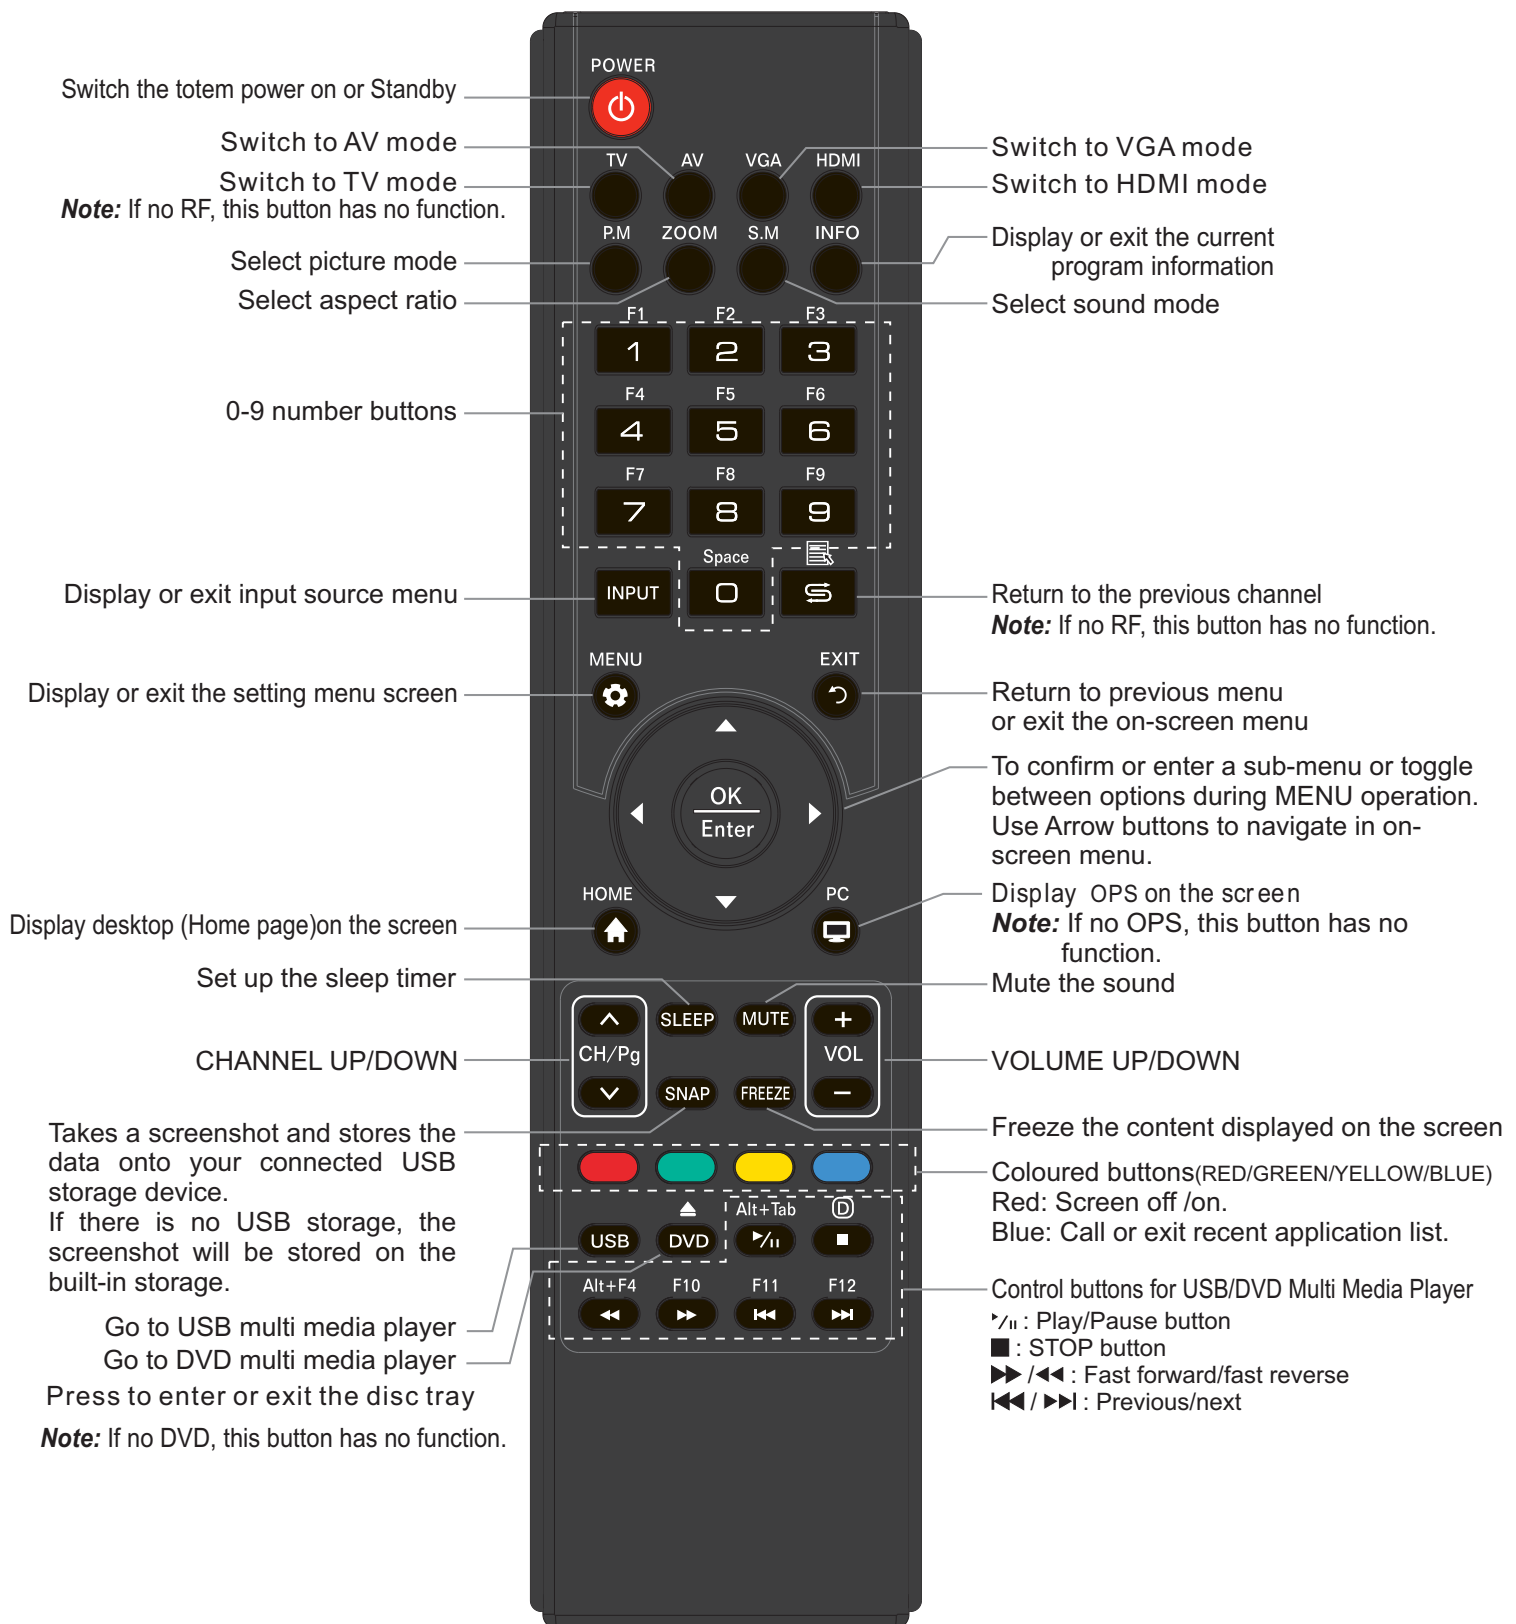 POWER
Switch the totem power on or Standby
Switch to AV mode
Switch to TV mode
Note: If no RF, this button has no function.
Select picture mode
Select aspect ratio
TV AV VGA HDMI
P.M ZOOM S.M INFO
Switch to VGA mode
Switch to HDMI mode
Display or exit the current
program information
Select sound mode
0-9 number buttons
F1 F2 F3
1 2 3
F4 F5 F6
4 5 6
F7 F8 F9
7 8 9
Space
INPUT 0
Display or exit input source menu
Return to the previous channel
Note: If no RF, this button has no function.
MENU EXIT
Display or exit the setting menu screen
Return to previous menu
or exit the on-screen menu
OK
Enter
To confirm or enter a sub-menu or toggle
between options during MENU operation.
Use Arrow buttons to navigate in on-
screen menu.
HOME PC
Display desktop (Home page)on the screen
Display OPS on the screen
Note: If no OPS, this button has no
function.
Set up the sleep timer
Mute the sound
SLEEP MUTE +
CH/Pg VOL
SNAP FREEZE −
CHANNEL UP/DOWN
VOLUME UP/DOWN
Takes a screenshot and stores the
data onto your connected USB
storage device.
If there is no USB storage, the
screenshot will be stored on the
built-in storage.
Freeze the content displayed on the screen
Coloured buttons(RED/GREEN/YELLOW/BLUE)
Red: Screen off /on.
Blue: Call or exit recent application list.
Alt+Tab D
USB DVD
Alt+F4 F10 F11 F12
Go to USB multi media player
Go to DVD multi media player
Press to enter or exit the disc tray
Note: If no DVD, this button has no function.
Control buttons for USB/DVD Multi Media Player
: Play/Pause button
: STOP button
/ : Fast forward/fast reverse
/ : Previous/next